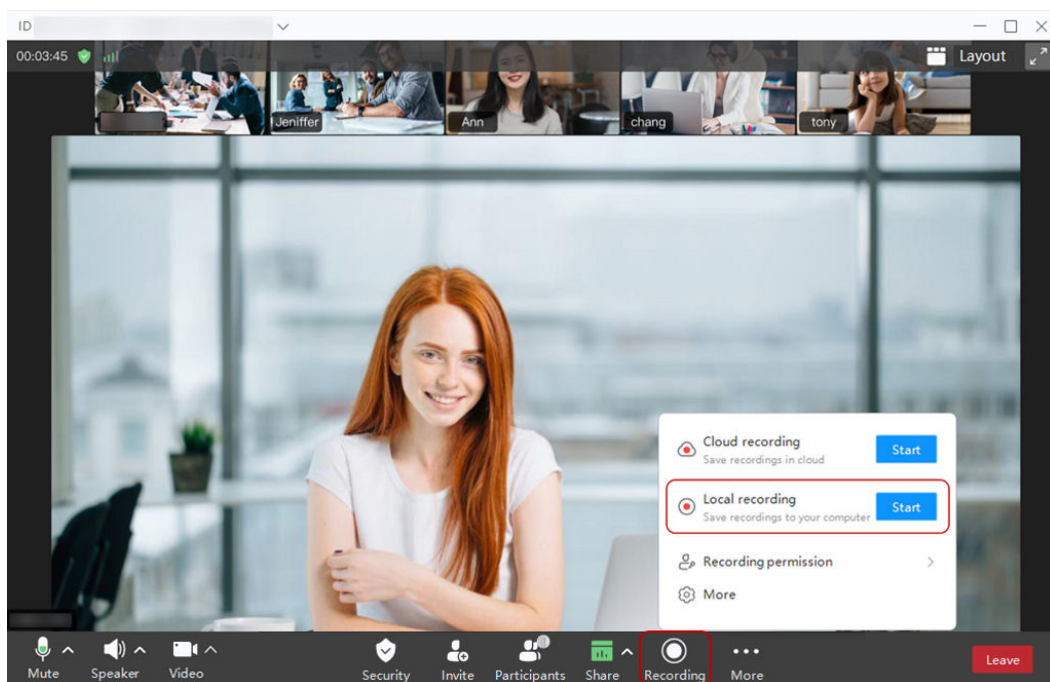 ID
00:03:45
Layout
Jeniffer
Ann
chang
tony
Cloud recording
Save recordings in cloud
Start
Local recording
Save recordings to your computer
Start
Recording permission
More
Mute
Speaker
Video
Security
Invite
Participants
Share
Recording
More
Leave